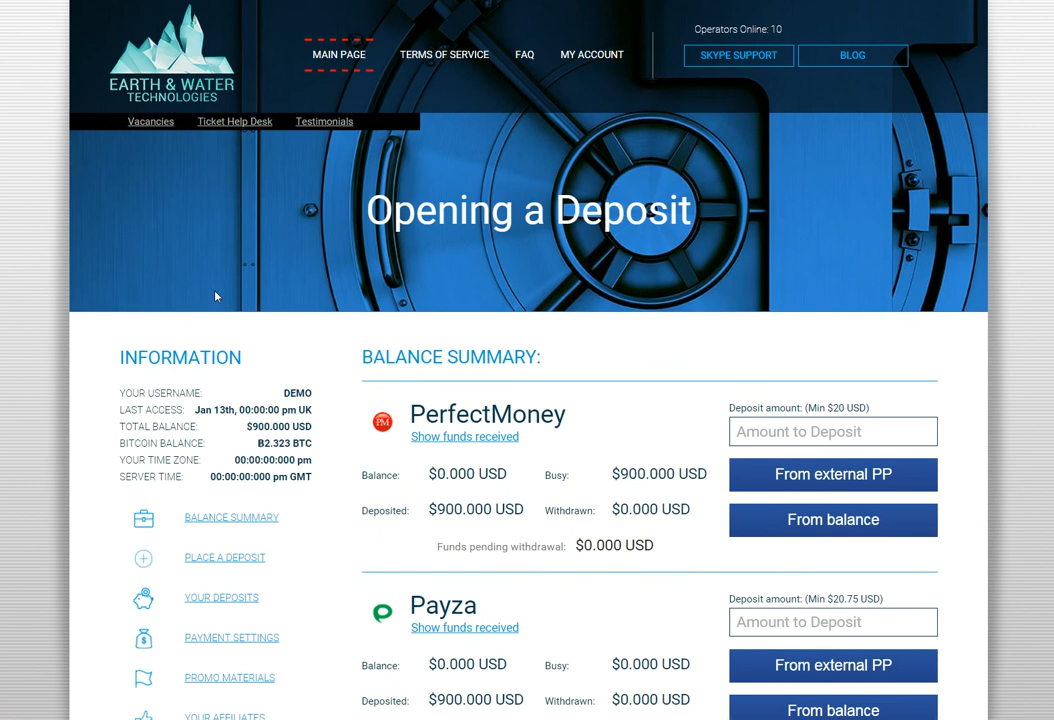 Operators Online: 10
MAIN PAGE
TERMS OF SERVICE
FAQ
MY ACCOUNT
SKYPE SUPPORT
BLOG
EARTH & WATER
TECHNOLOGIES
Vacancies
Ticket Help Desk
Testimonials
Opening a Deposit
INFORMATION
YOUR USERNAME: DEMO
LAST ACCESS: Jan 13th, 00:00:00 pm UK
TOTAL BALANCE: $900.000 USD
BITCOIN BALANCE: Ƀ2.323 BTC
YOUR TIME ZONE: 00:00:00:000 pm
SERVER TIME: 00:00:00:000 pm GMT
BALANCE SUMMARY
PLACE A DEPOSIT
YOUR DEPOSITS
PAYMENT SETTINGS
PROMO MATERIALS
YOUR AFFILIATES
BALANCE SUMMARY:
PM
PerfectMoney
Show funds received
Deposit amount: (Min $20 USD)
Amount to Deposit
From external PP
From balance
Balance: $0.000 USD Busy: $900.000 USD
Deposited: $900.000 USD Withdrawn: $0.000 USD
Funds pending withdrawal: $0.000 USD
Payza
Show funds received
Deposit amount: (Min $20.75 USD)
Amount to Deposit
From external PP
From balance
Balance: $0.000 USD Busy: $0.000 USD
Deposited: $900.000 USD Withdrawn: $0.000 USD